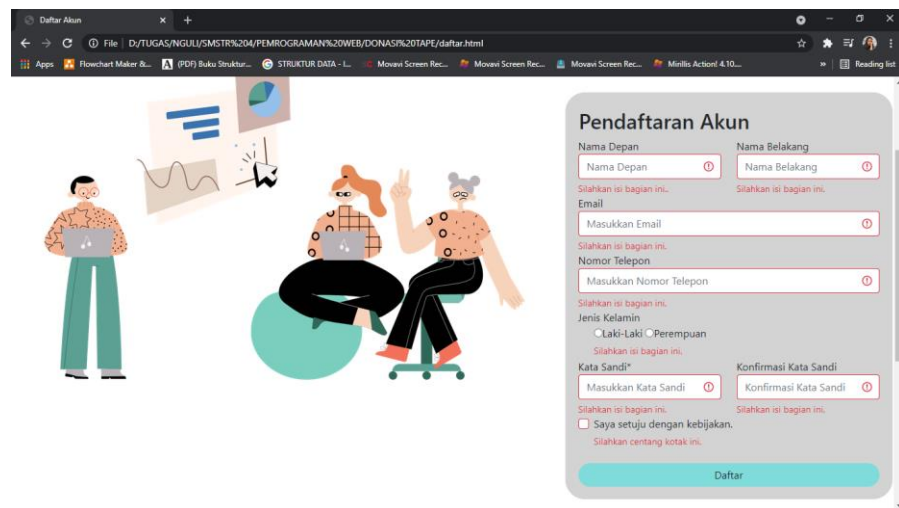 Daftar Akun
File | D:/TUGAS/NGULI/SMSTR%204/PEMROGRAMAN%20WEB/DONASI%20TAPE/daftar.html
Apps Flowchart Maker &... (PDF) Buku Struktur... STRUKTUR DATA - I... Movavi Screen Rec... Movavi Screen Rec... Movavi Screen Rec... Mirillis Action! 4.10.... » Reading list
Pendaftaran Akun
Nama Depan Nama Belakang
Nama Depan Nama Belakang
Silahkan isi bagian ini.. Silahkan isi bagian ini.
Email
Masukkan Email
Silahkan isi bagian ini.
Nomor Telepon
Masukkan Nomor Telepon
Silahkan isi bagian ini.
Jenis Kelamin
Laki-Laki Perempuan
Silahkan isi bagian ini,
Kata Sandi* Konfirmasi Kata Sandi
Masukkan Kata Sandi Konfirmasi Kata Sandi
Silahkan isi bagian ini. Silahkan isi bagian ini.
Saya setuju dengan kebijakan.
Silahkan centang kotak ini.
Daftar